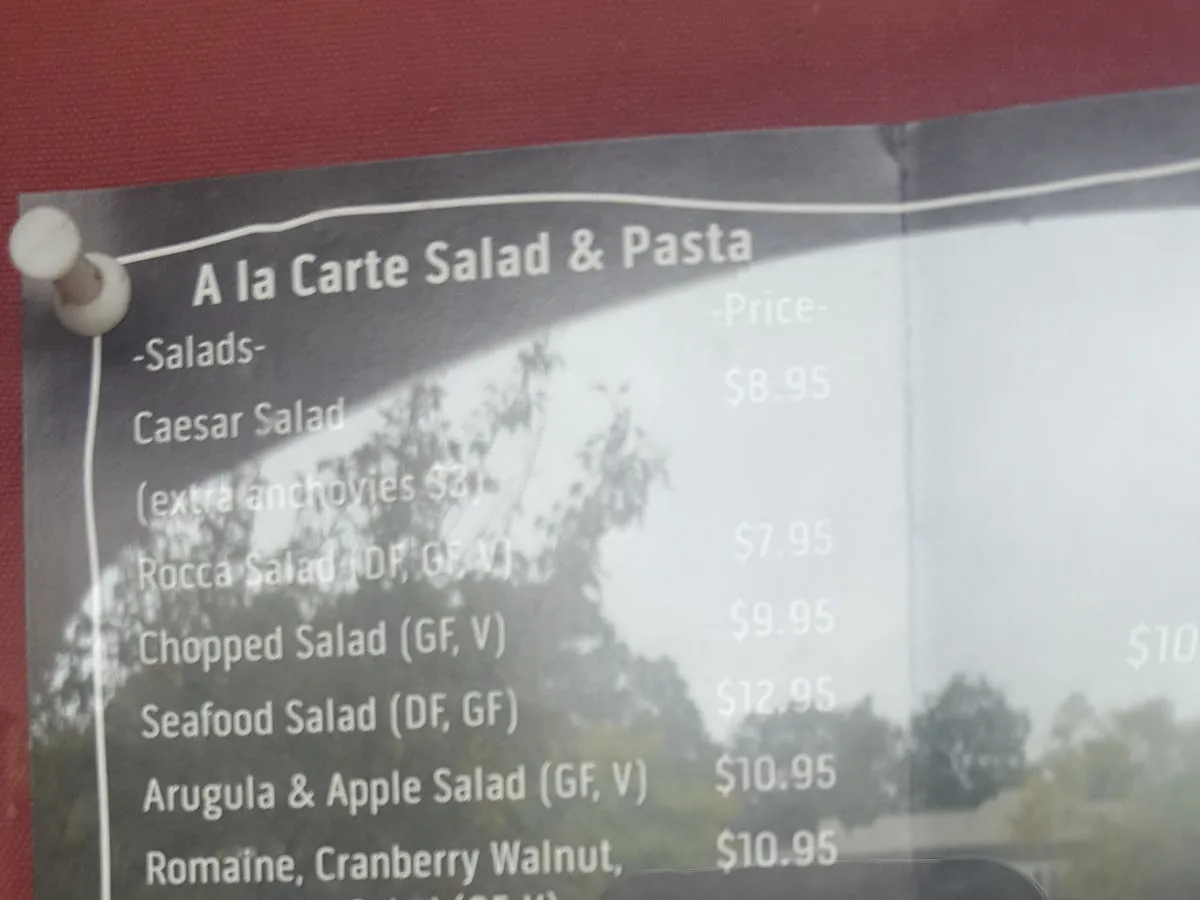 A la Carte Salad & Pasta
-Price-
-Salads-
Caesar Salad $8.95
(extra anchovies $3)
Rocca Salad (DF, GF, V) $7.95
Chopped Salad (GF, V) $9.95
Seafood Salad (DF, GF) $12.95
Arugula & Apple Salad (GF, V) $10.95
Romaine, Cranberry Walnut, $10.95
$10